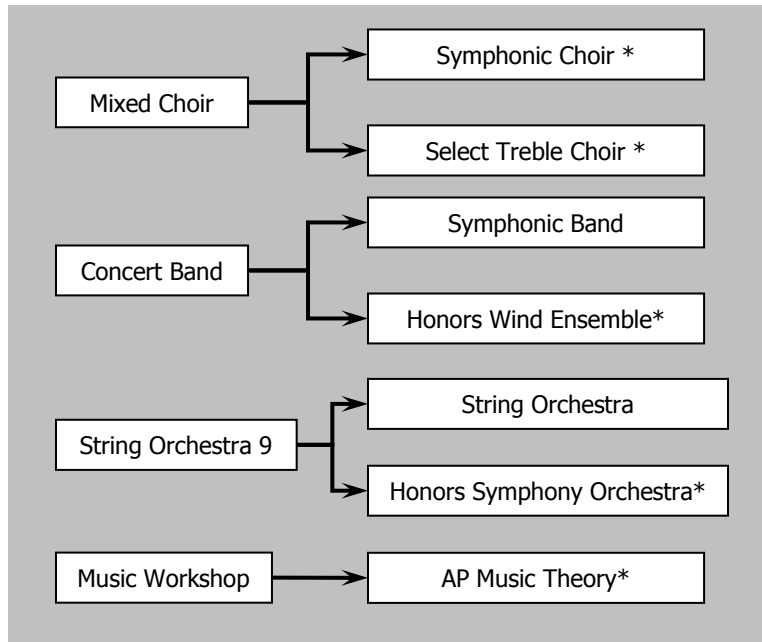 Symphonic Choir *
Mixed Choir
Select Treble Choir *
Symphonic Band
Concert Band
Honors Wind Ensemble*
String Orchestra
String Orchestra 9
Honors Symphony Orchestra*
Music Workshop
AP Music Theory*